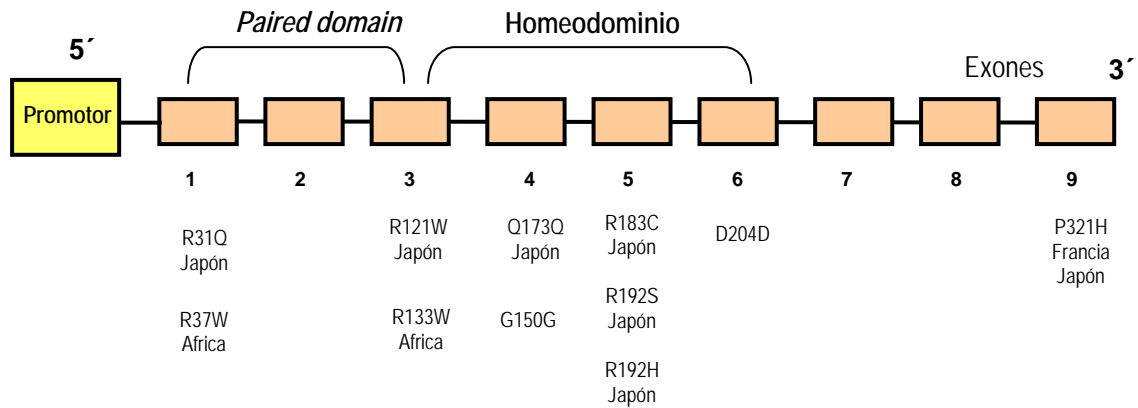 Paired domain
Homeodominio
5´
Exones
3´
Promotor
1 2 3 4 5 6 7 8 9
R31Q
Japón
R37W
Africa
R121W
Japón
R133W
Africa
Q173Q
Japón
G150G
R183C
Japón
R192S
Japón
R192H
Japón
D204D
P321H
Francia
Japón